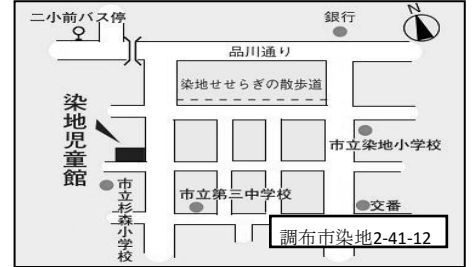 二小前バス停
銀行
N
品川通り
染地せせらぎの散歩道
染地児童館
市立染地小学校
市立杉森小学校
市立第三中学校
交番
調布市染地2-41-12